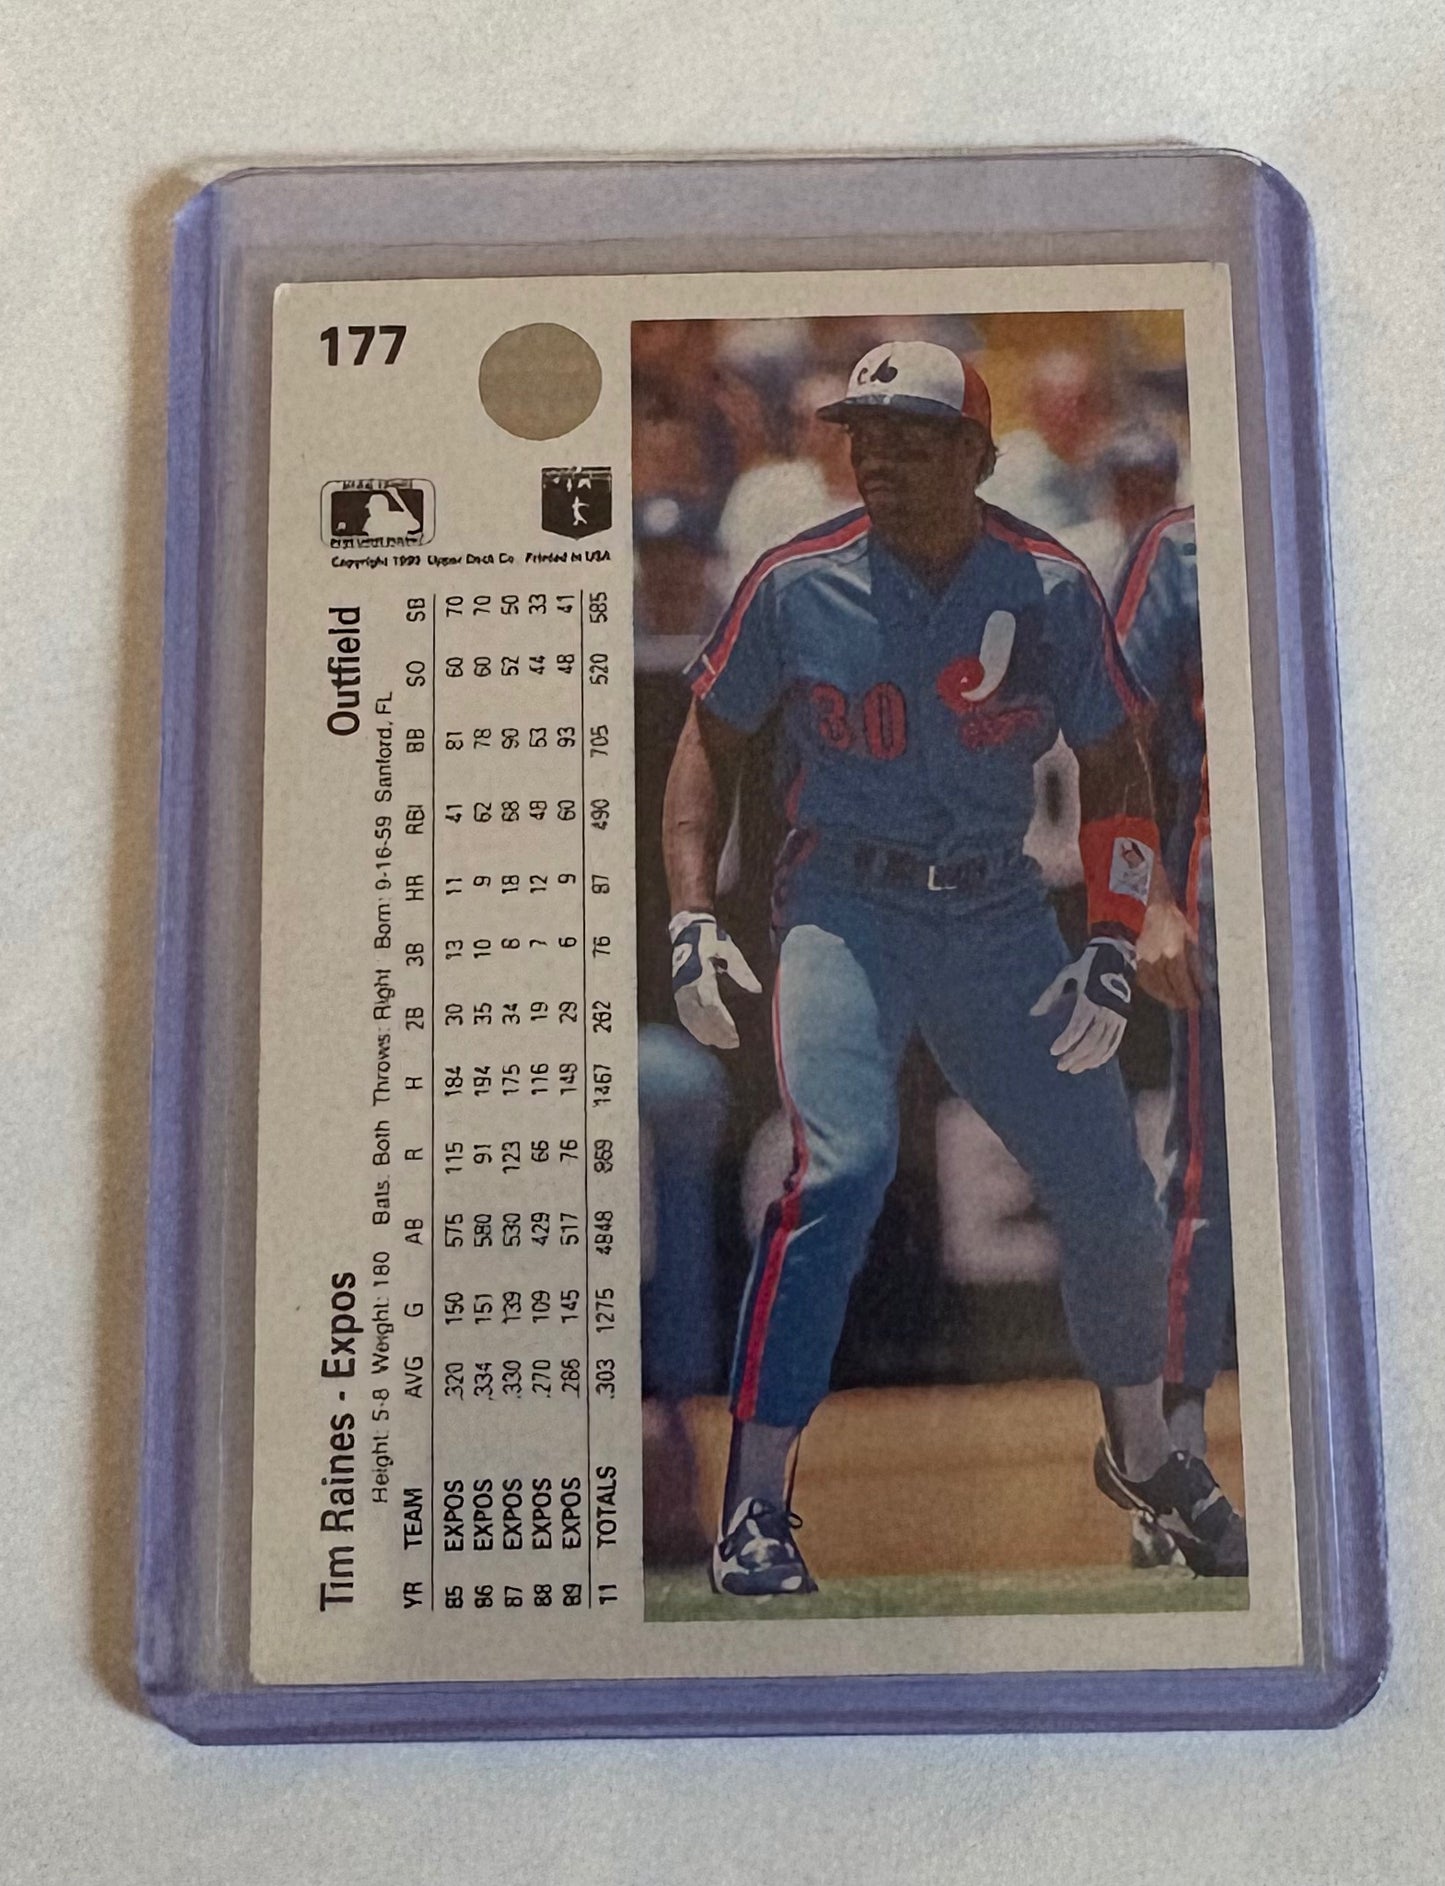 177
Copyright 1990 Upper Deck Co. Printed in USA
Tim Raines - Expos Outfield
Height: 5-8 Weight: 180 Bats: Both Throws: Right Born: 9-16-59 Sanford, FL
YR TEAM AVG G AB R H 2B 3B HR RBI BB SO SB
85 EXPOS .320 150 575 115 184 30 13 11 41 81 60 70
86 EXPOS .334 151 580 91 194 35 10 9 62 78 60 70
87 EXPOS .330 139 530 123 175 34 8 18 68 90 52 50
88 EXPOS .270 109 429 66 116 19 7 12 48 53 44 33
89 EXPOS .286 145 517 76 148 29 6 9 60 93 48 41
11 TOTALS .303 1275 4848 869 1467 262 76 87 490 705 520 585
30